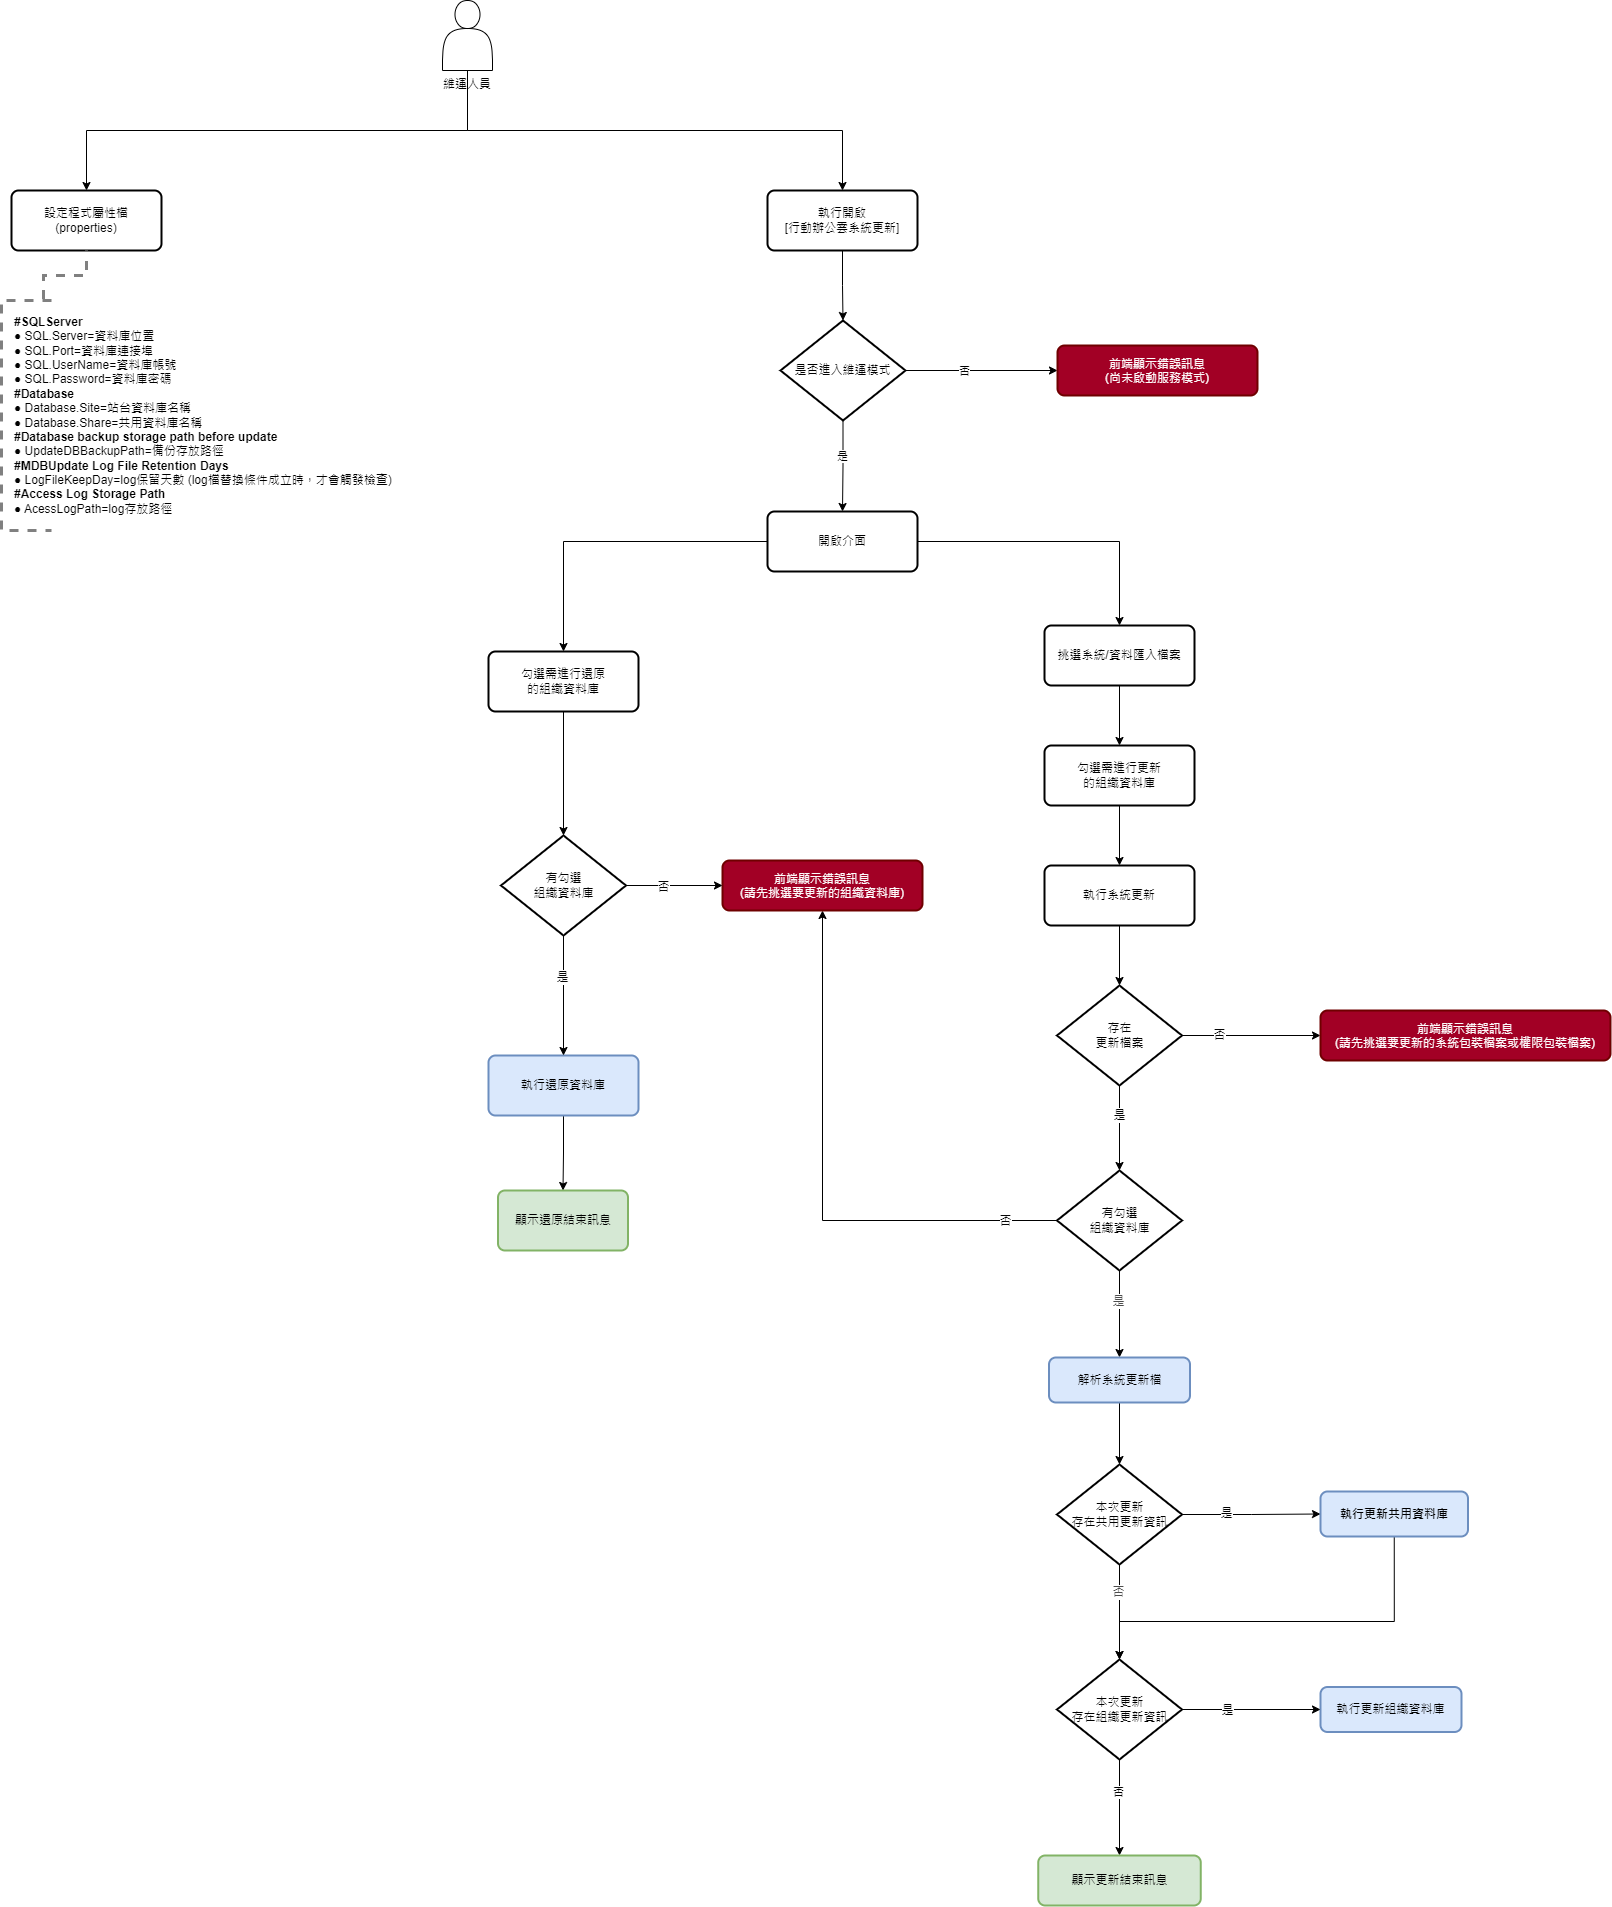 維運人員
設定程式屬性檔
(properties)
執行開啟
[行動辦公雲系統更新]
#SQLServer
● SQL.Server=資料庫位置
● SQL.Port=資料庫連接埠
● SQL.UserName=資料庫帳號
● SQL.Password=資料庫密碼
#Database
● Database.Site=站台資料庫名稱
● Database.Share=共用資料庫名稱
#Database backup storage path before update
● UpdateDBBackupPath=備份存放路徑
#MDBUpdate Log File Retention Days
● LogFileKeepDay=log保留天數 (log檔替換條件成立時，才會觸發檢查)
#Access Log Storage Path
● AcessLogPath=log存放路徑
是否進入維運模式
否
前端顯示錯誤訊息
(尚未啟動服務模式)
是
開啟介面
勾選需進行還原
的組織資料庫
挑選系統/資料匯入檔案
勾選需進行更新
的組織資料庫
有勾選
組織資料庫
否
前端顯示錯誤訊息
(請先挑選要更新的組織資料庫)
執行系統更新
是
存在
更新檔案
否
前端顯示錯誤訊息
(請先挑選要更新的系統包裝檔案或權限包裝檔案)
執行還原資料庫
是
顯示還原結束訊息
有勾選
組織資料庫
否
是
解析系統更新檔
本次更新
存在共用更新資訊
是
執行更新共用資料庫
否
本次更新
存在組織更新資訊
是
執行更新組織資料庫
否
顯示更新結束訊息